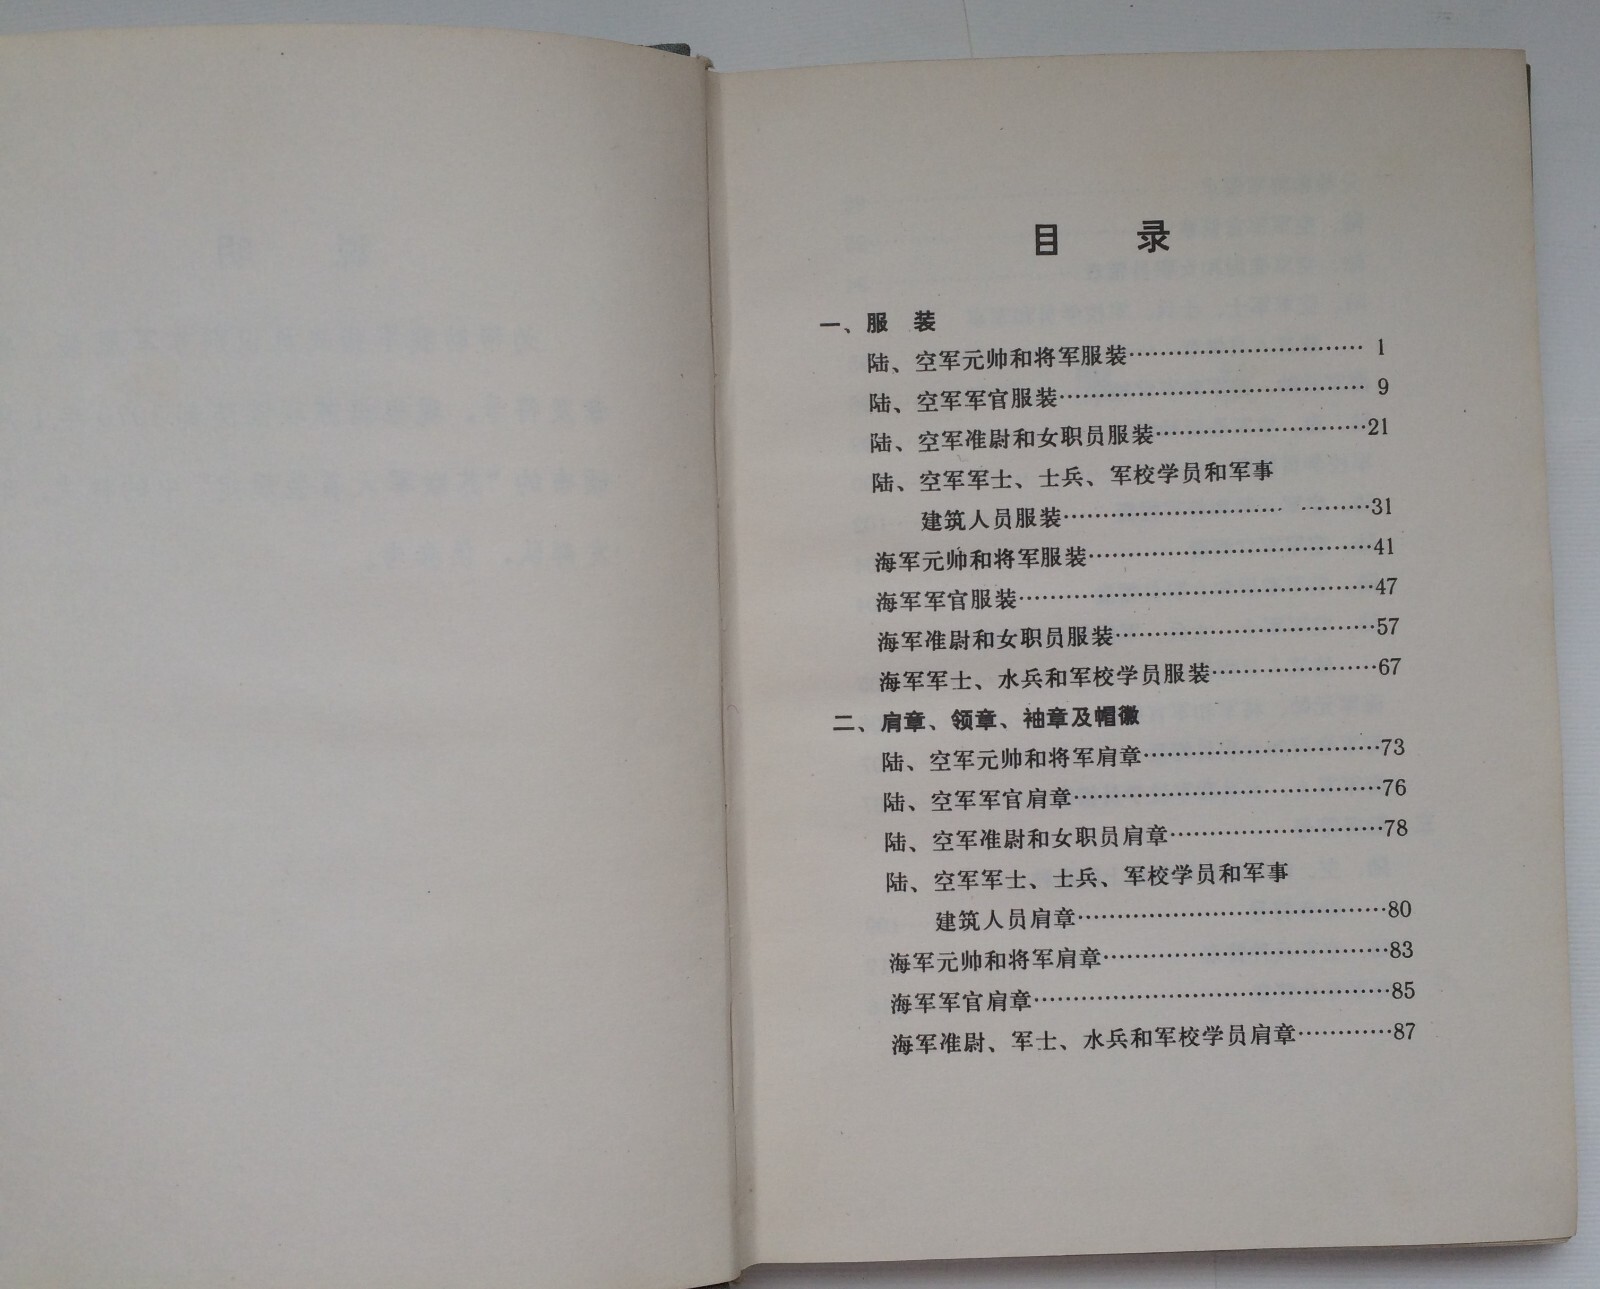 目 录
一、服 装
陆、空军元帅和将军服装…………………………1
陆、空军军官服装…………………………………9
陆、空军准尉和女职员服装………………………21
陆、空军军士、士兵、军校学员和军事
建筑人员服装…………………………………31
海军元帅和将军服装………………………………41
海军军官服装………………………………………47
海军准尉和女职员服装……………………………57
海军军士、水兵和军校学员服装…………………67
二、肩章、领章、袖章及帽徽
陆、空军元帅和将军肩章…………………………73
陆、空军军官肩章…………………………………76
陆、空军准尉和女职员肩章………………………78
陆、空军军士、士兵、军校学员和军事
建筑人员肩章…………………………………80
海军元帅和将军肩章………………………………83
海军军官肩章………………………………………85
海军准尉、军士、水兵和军校学员肩章…………87